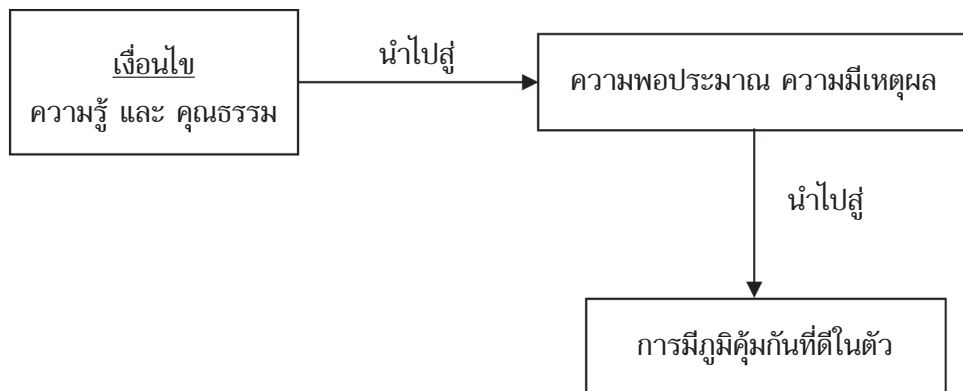 เงื่อนไข
ความรู้ และ คุณธรรม
นำไปสู่
ความพอประมาณ ความมีเหตุผล
นำไปสู่
การมีภูมิคุ้มกันที่ดีในตัว